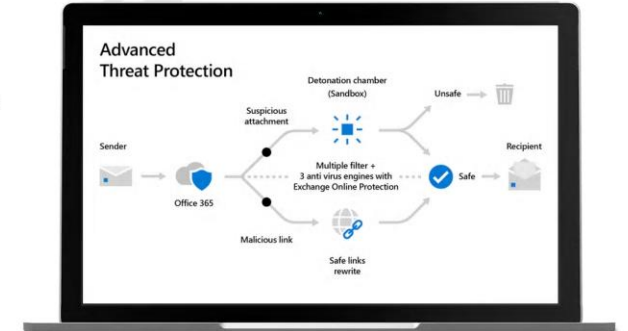 Advanced
Threat Protection
Detonation chamber
(Sandbox)
Unsafe
Suspicious
attachment
Sender
Recipient
Multiple filter +
3 anti virus engines with
Exchange Online Protection
Safe
Office 365
Malicious link
Safe links
rewrite